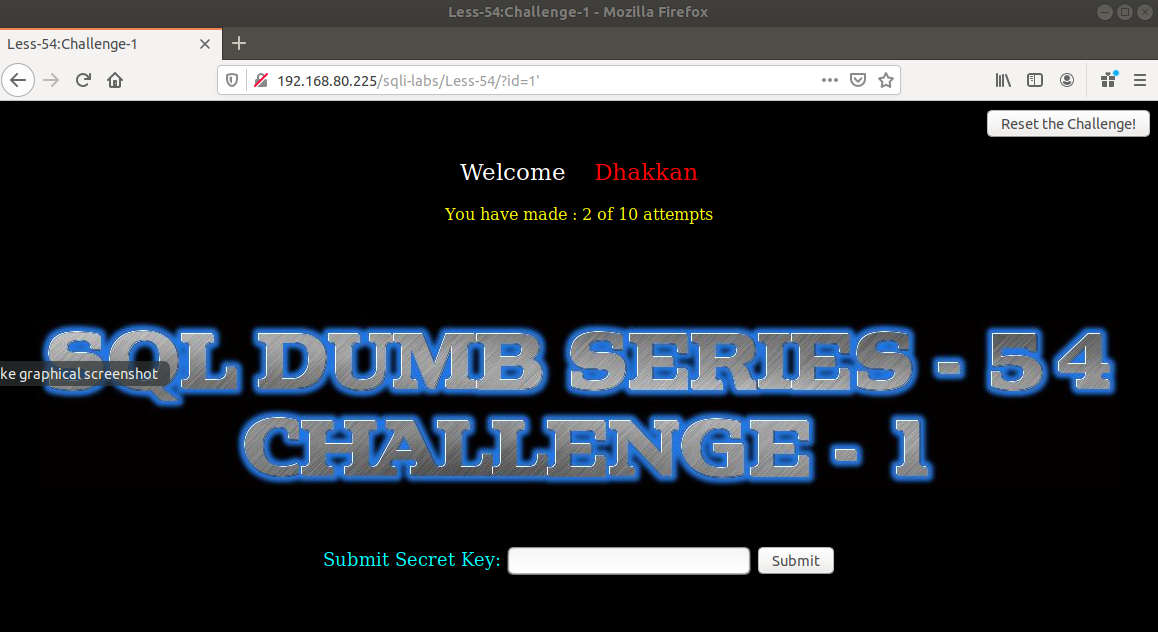 Less-54:Challenge-1 - Mozilla Firefox
Less-54:Challenge-1
192.168.80.225/sqli-labs/Less-54/?id=1'
Reset the Challenge!
Welcome Dhakkan
You have made : 2 of 10 attempts
SQL DUMB SERIES - 54
ke graphical screenshot
CHALLENGE - 1
Submit Secret Key:
Submit